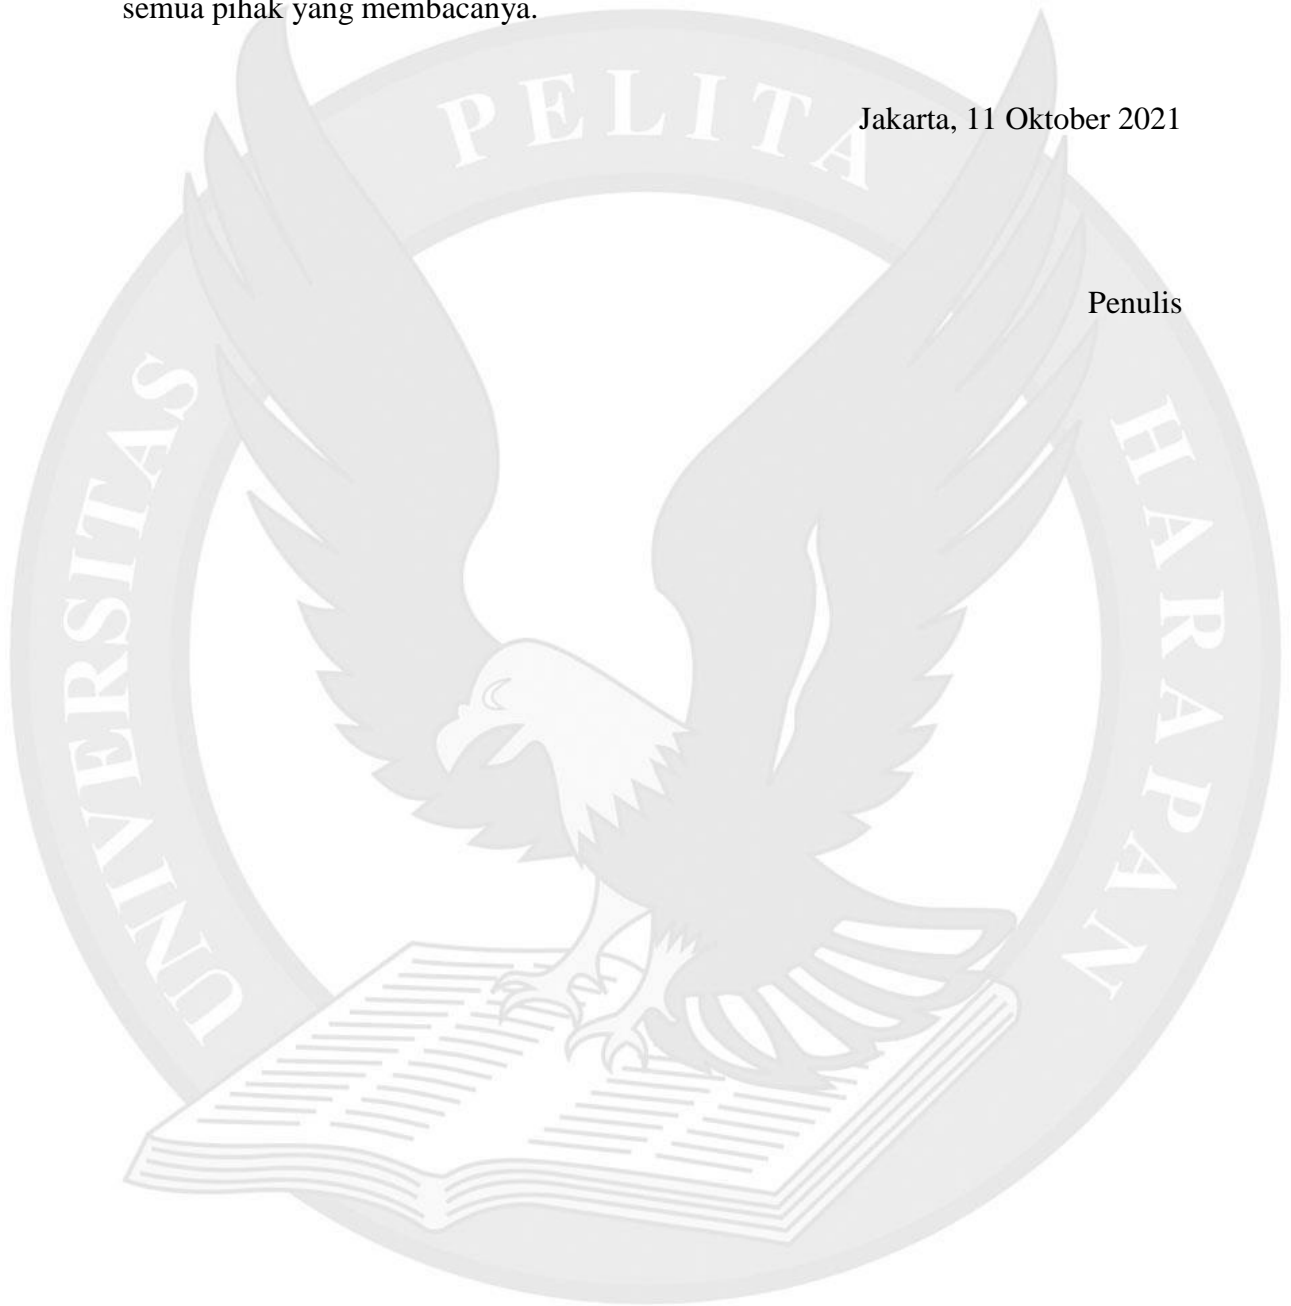 semua pihak yang membacanya.
PELITA
Jakarta, 11 Oktober 2021
Penulis
UNIVERSITAS
HARAPAN